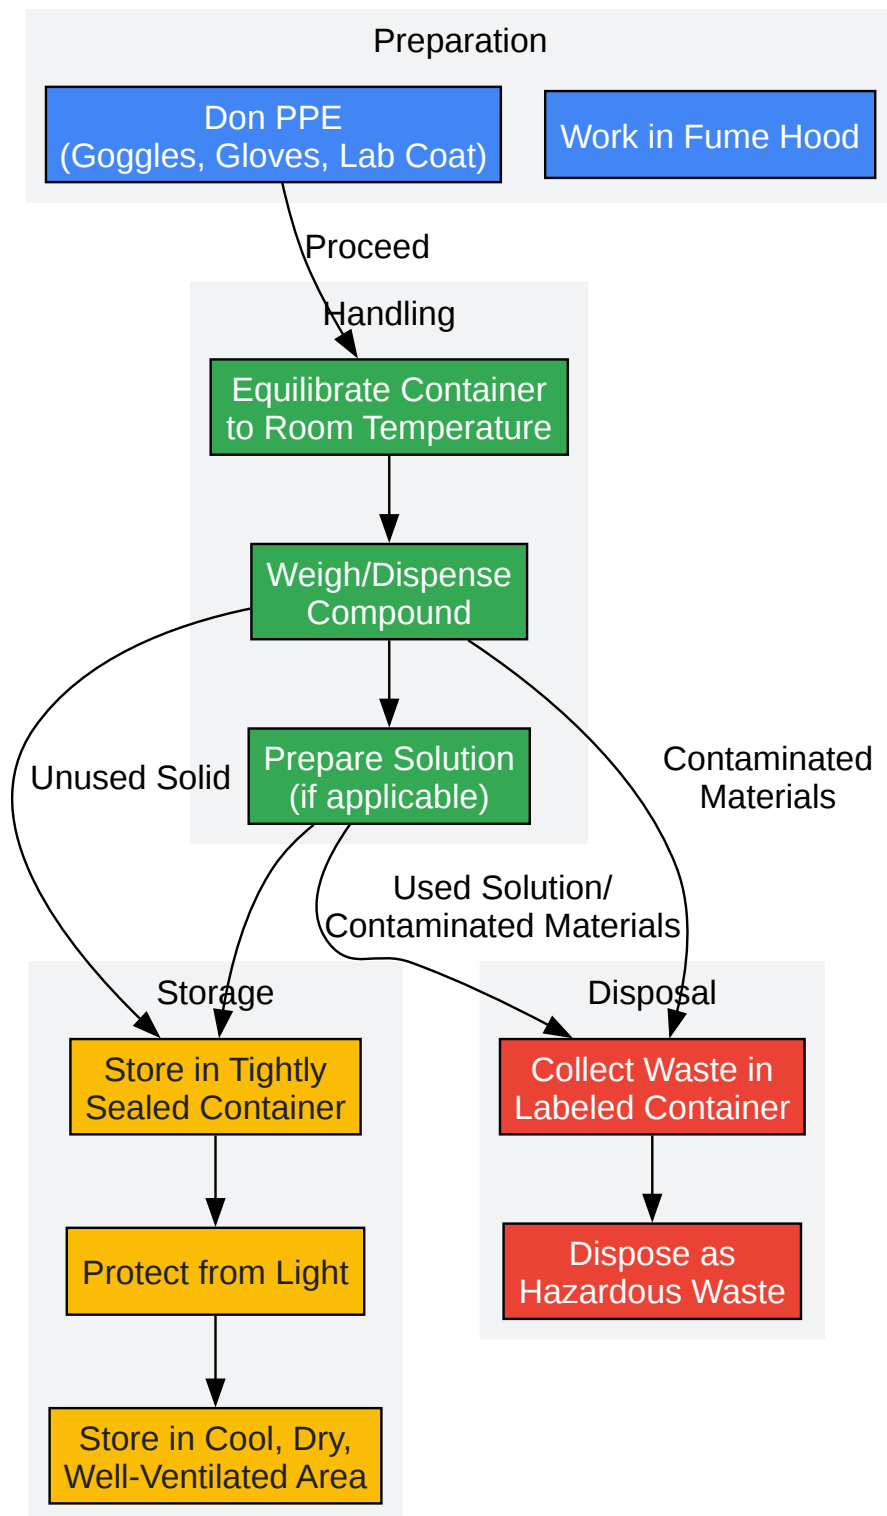 Preparation
Don PPE
(Goggles, Gloves, Lab Coat)
Work in Fume Hood
Proceed
Handling
Equilibrate Container
to Room Temperature
Weigh/Dispense
Compound
Prepare Solution
(if applicable)
Unused Solid
Contaminated
Materials
Used Solution/
Contaminated Materials
Storage
Store in Tightly
Sealed Container
Protect from Light
Store in Cool, Dry,
Well-Ventilated Area
Disposal
Collect Waste in
Labeled Container
Dispose as
Hazardous Waste